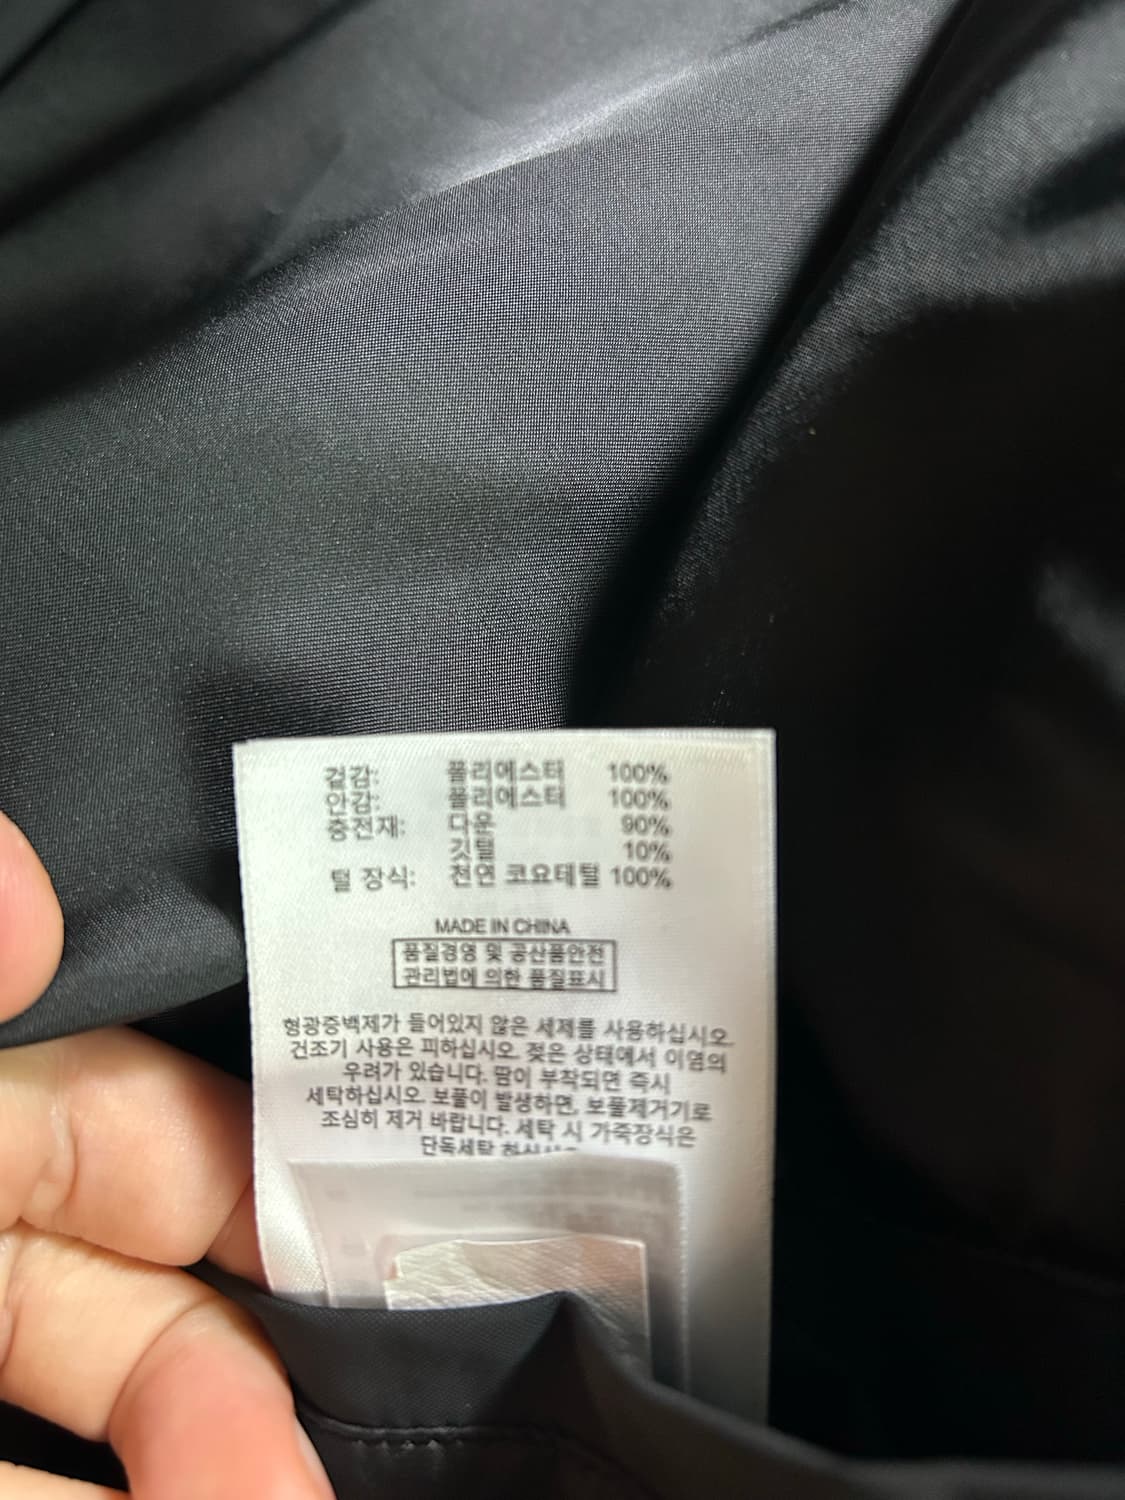 겉감: 폴리에스터 100%
안감: 폴리에스터 100%
충전재: 다운 90%
깃털 10%
털 장식: 천연 코요테털 100%
MADE IN CHINA
품질경영 및 공산품안전
관리법에 의한 품질표시
형광증백제가 들어있지 않은 세제를 사용하십시오.
건조기 사용은 피하십시오. 젖은 상태에서 이염의
우려가 있습니다. 땀이 부착되면 즉시
세탁하십시오. 보풀이 발생하면, 보풀제거기로
조심히 제거 바랍니다. 세탁 시 가죽장식은
단독세탁